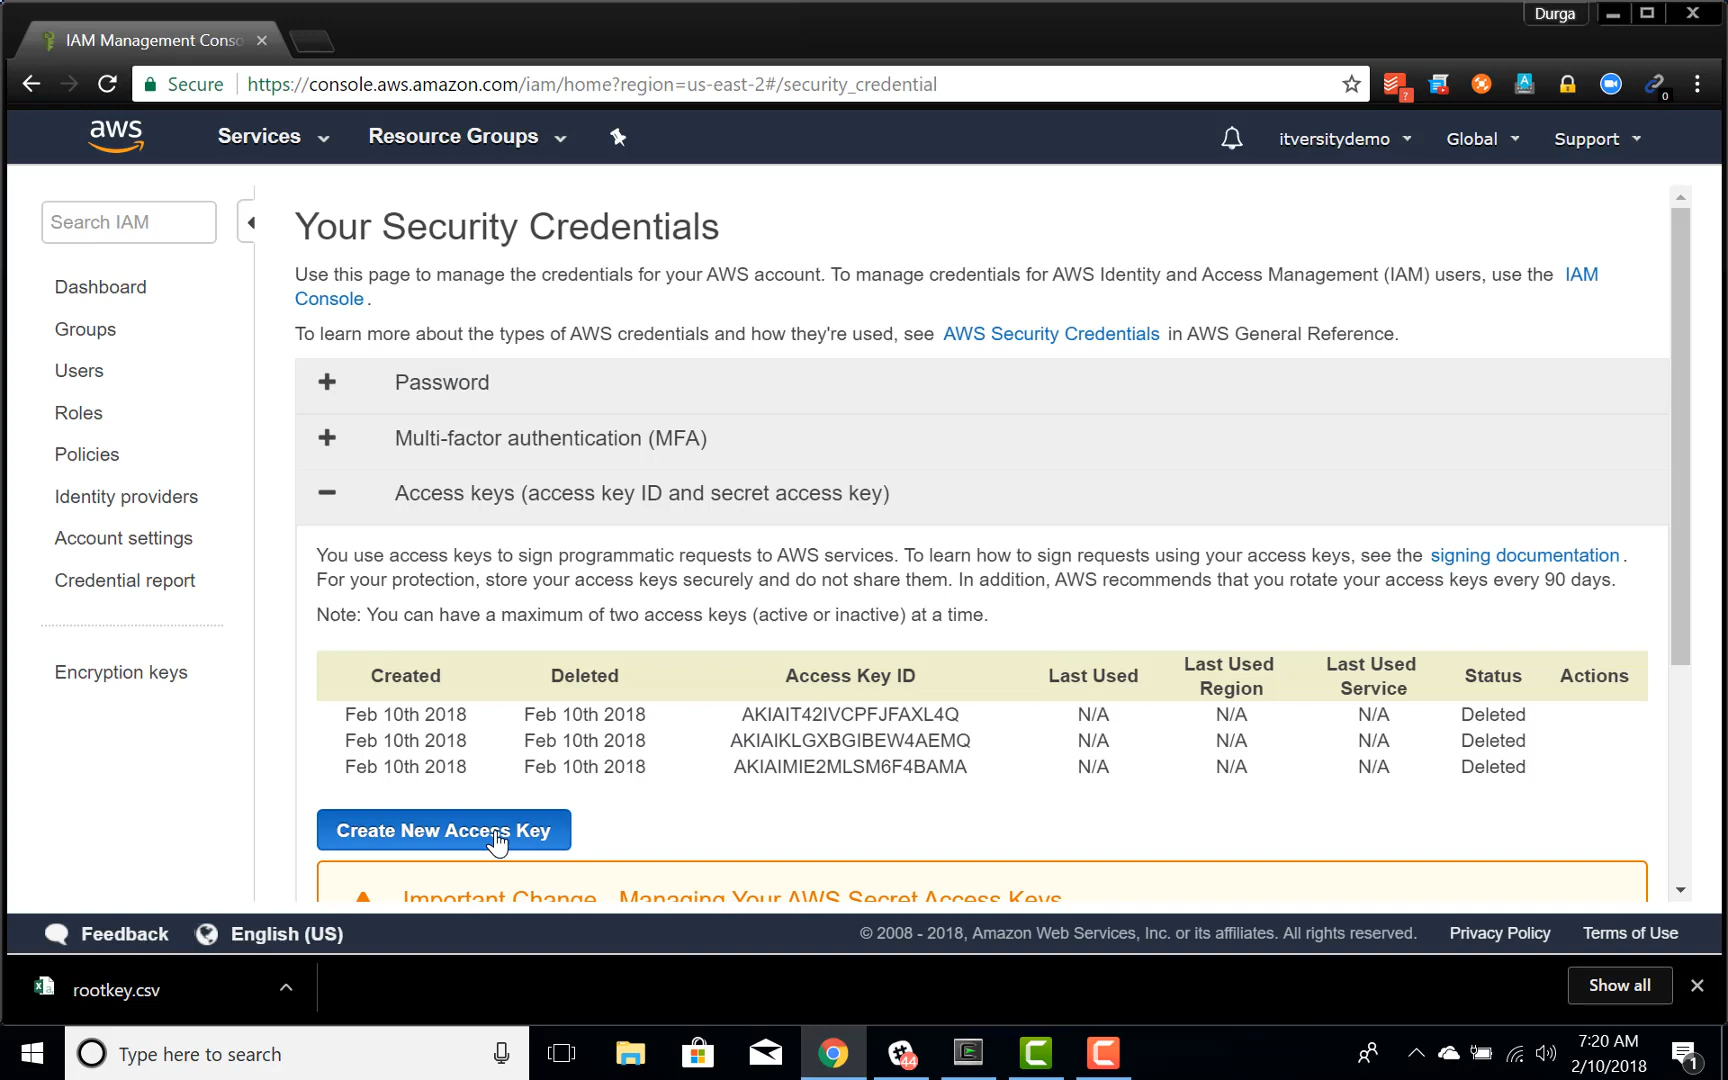 Durga
IAM Management Conso
Secure
https://console.aws.amazon.com/iam/home?region=us-east-2#/security_credential
?
0
aws
Services
Resource Groups
itversitydemo
Global
Support
Search IAM
Dashboard
Groups
Users
Roles
Policies
Identity providers
Account settings
Credential report
Encryption keys
Your Security Credentials
Use this page to manage the credentials for your AWS account. To manage credentials for AWS Identity and Access Management (IAM) users, use the IAM
Console.
To learn more about the types of AWS credentials and how they're used, see AWS Security Credentials in AWS General Reference.
Password
Multi-factor authentication (MFA)
Access keys (access key ID and secret access key)
You use access keys to sign programmatic requests to AWS services. To learn how to sign requests using your access keys, see the signing documentation.
For your protection, store your access keys securely and do not share them. In addition, AWS recommends that you rotate your access keys every 90 days.
Note: You can have a maximum of two access keys (active or inactive) at a time.
Created Deleted Access Key ID Last Used Last Used Region Last Used Service Status Actions
Feb 10th 2018 Feb 10th 2018 AKIAIT42IVCPFJFAXL4Q N/A N/A N/A Deleted
Feb 10th 2018 Feb 10th 2018 AKIAIKLGXBGIBEW4AEMQ N/A N/A N/A Deleted
Feb 10th 2018 Feb 10th 2018 AKIAIMIE2MLSM6F4BAMA N/A N/A N/A Deleted
Create New Access Key
Important Change - Managing Your AWS Secret Access Keys
Feedback
English (US)
© 2008 - 2018, Amazon Web Services, Inc. or its affiliates. All rights reserved.
Privacy Policy
Terms of Use
rootkey.csv
Show all
Type here to search
44
7:20 AM
2/10/2018
1